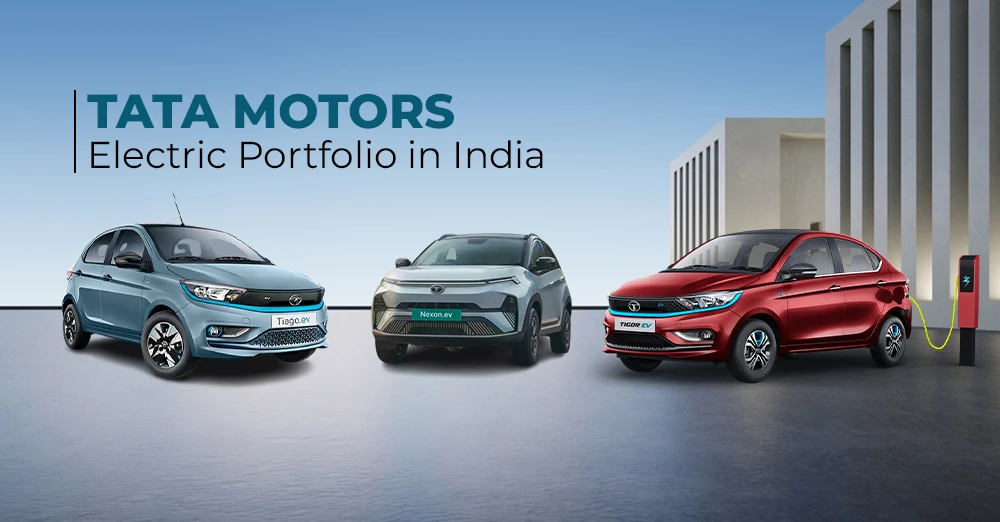 TATA MOTORS
Electric Portfolio in India
Tiago.ev
Nexon.ev
TIGOR EV